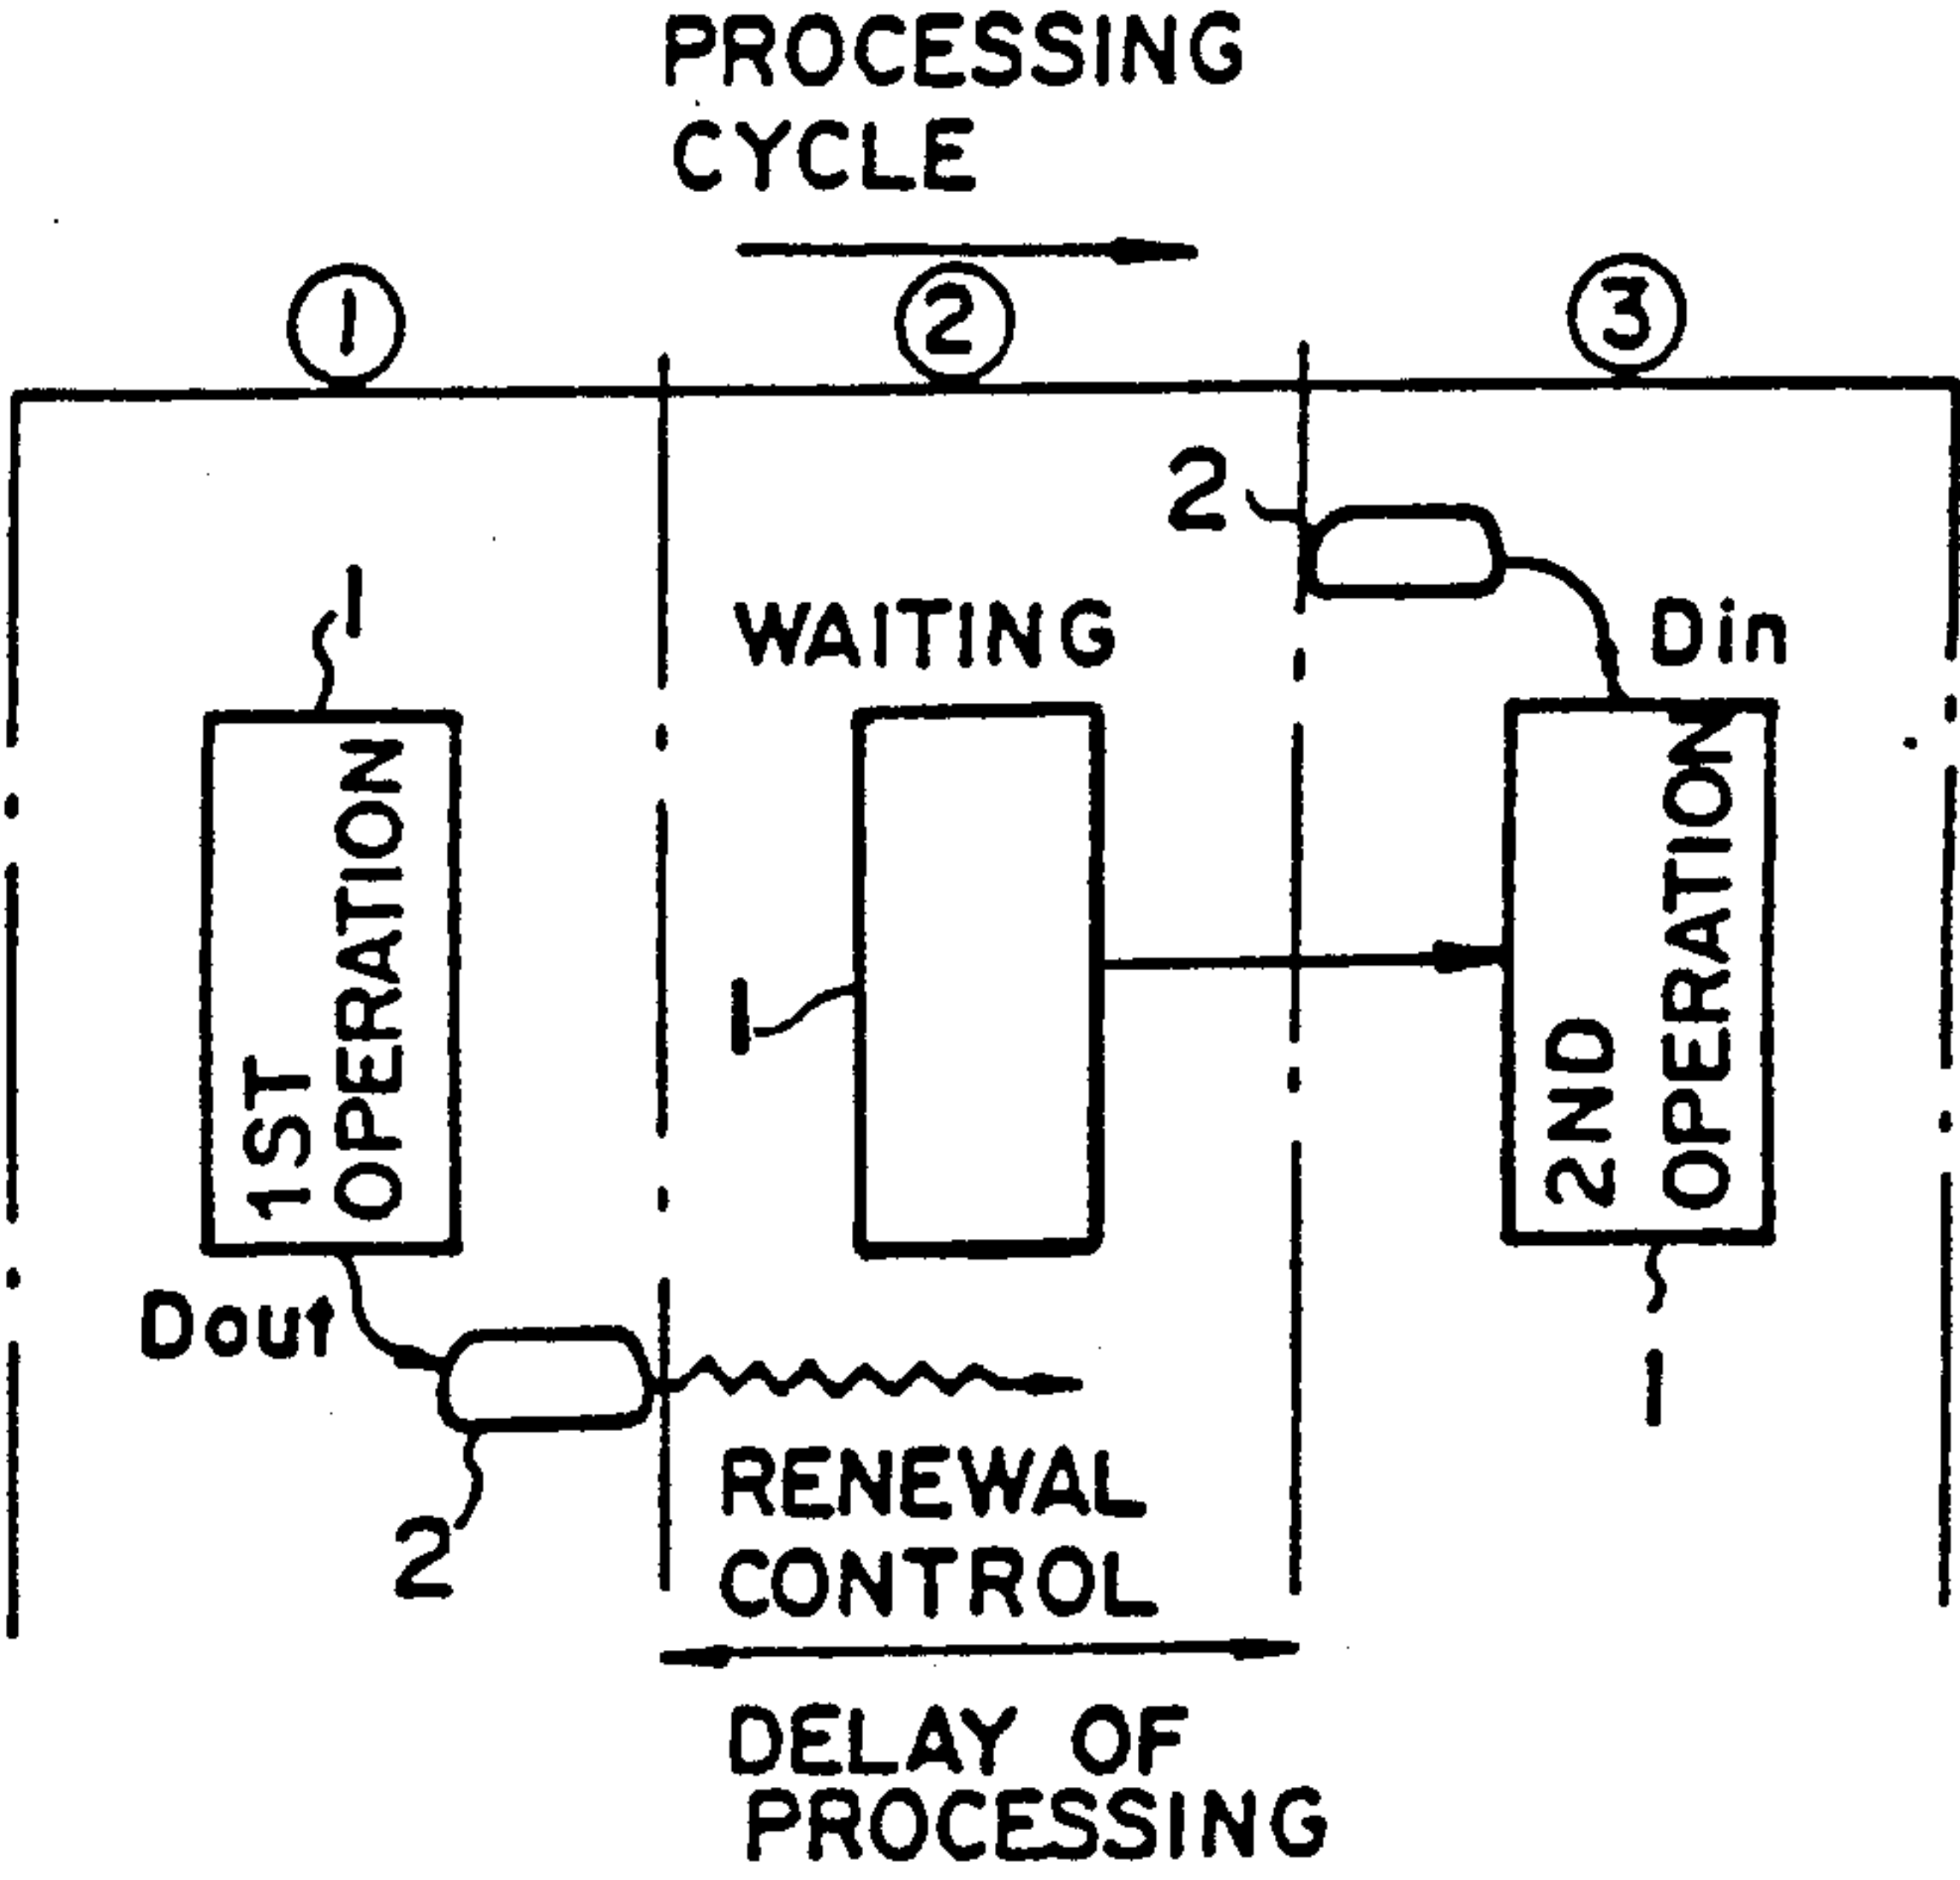 PROCESSING
CYCLE
1
2
3
2
1
WAITING
Din
1ST
OPERATION
1
2ND
OPERATION
Dout
1
2
RENEWAL
CONTROL
DELAY OF
PROCESSING